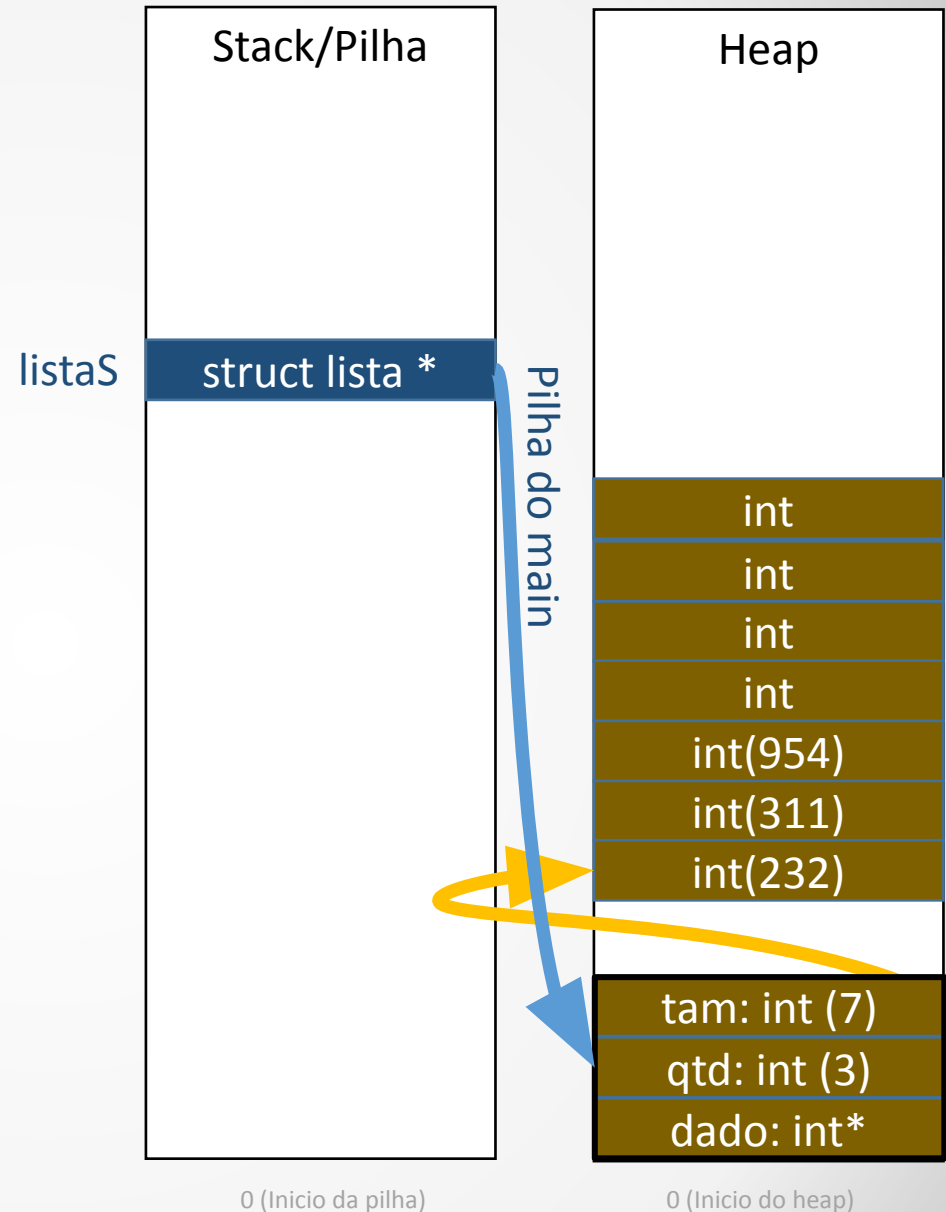 Stack/Pilha
Heap
listaS
struct lista *
Pilha do main
int
int
int
int
int(954)
int(311)
int(232)
tam: int (7)
qtd: int (3)
dado: int*
0 (Inicio da pilha)
0 (Inicio do heap)